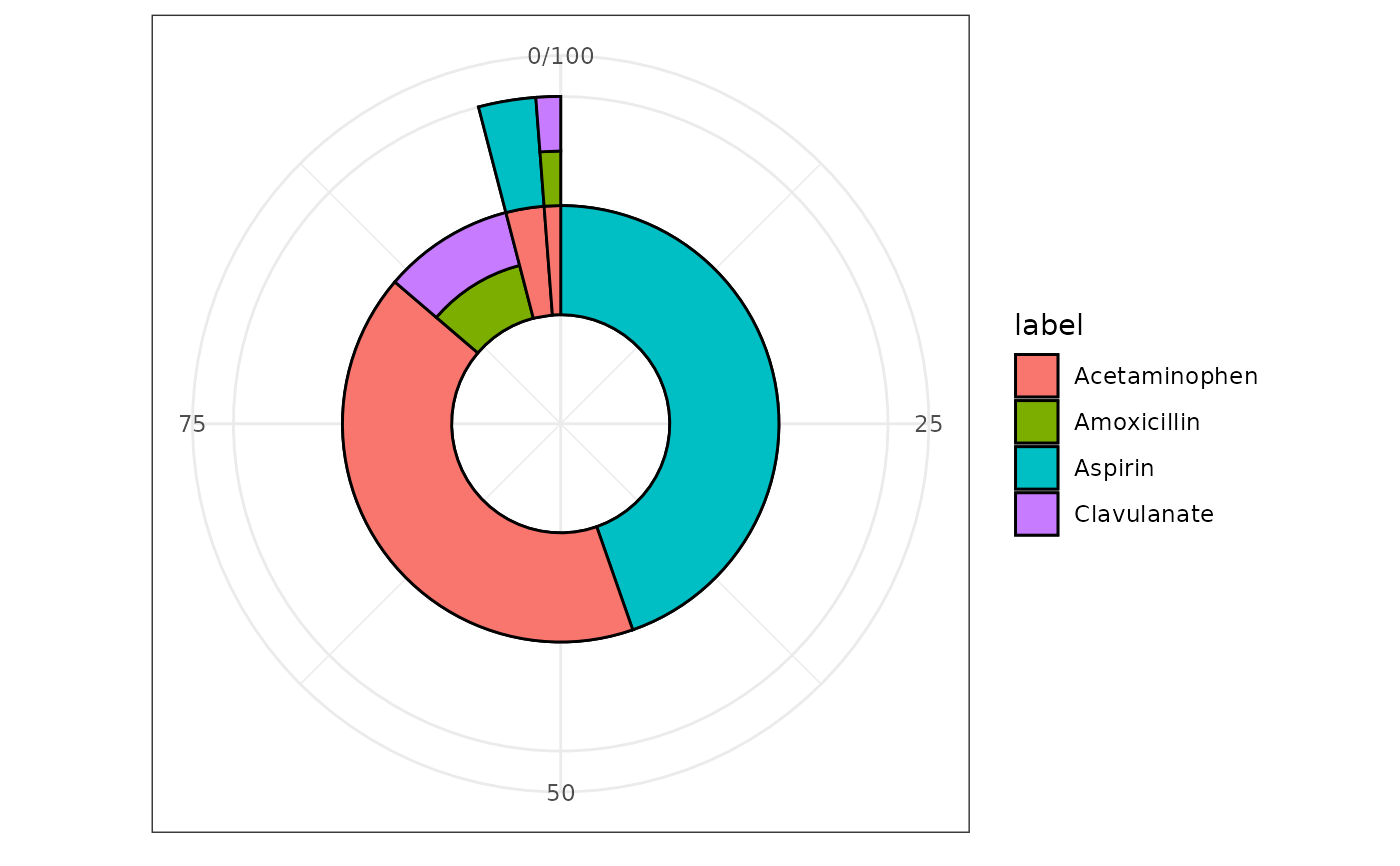 0/100
75
25
50
label
Acetaminophen
Amoxicillin
Aspirin
Clavulanate